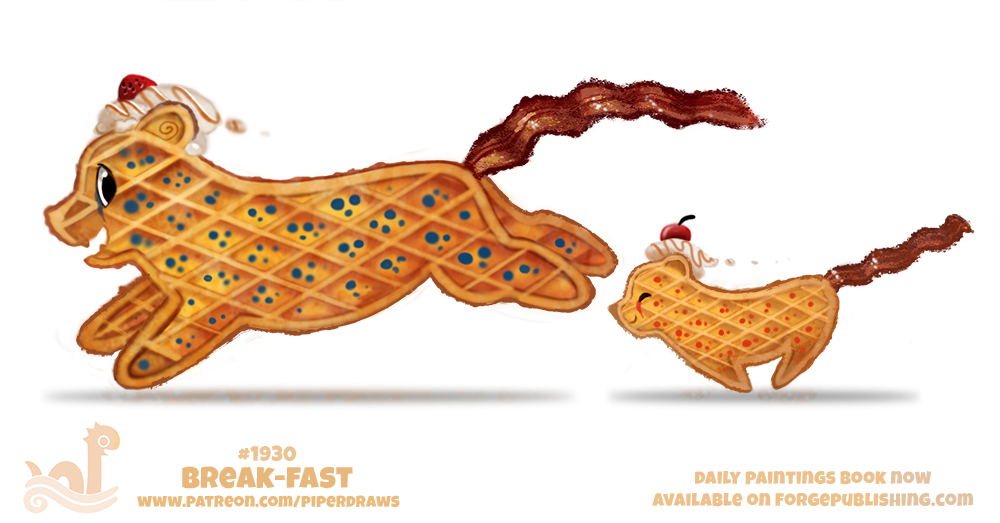 #1930
BREAK-FAST
WWW.PATREON.COM/PIPERDRAWS
DAILY PAINTINGS BOOK NOW
AVAILABLE ON FORGEPUBLISHING.COM